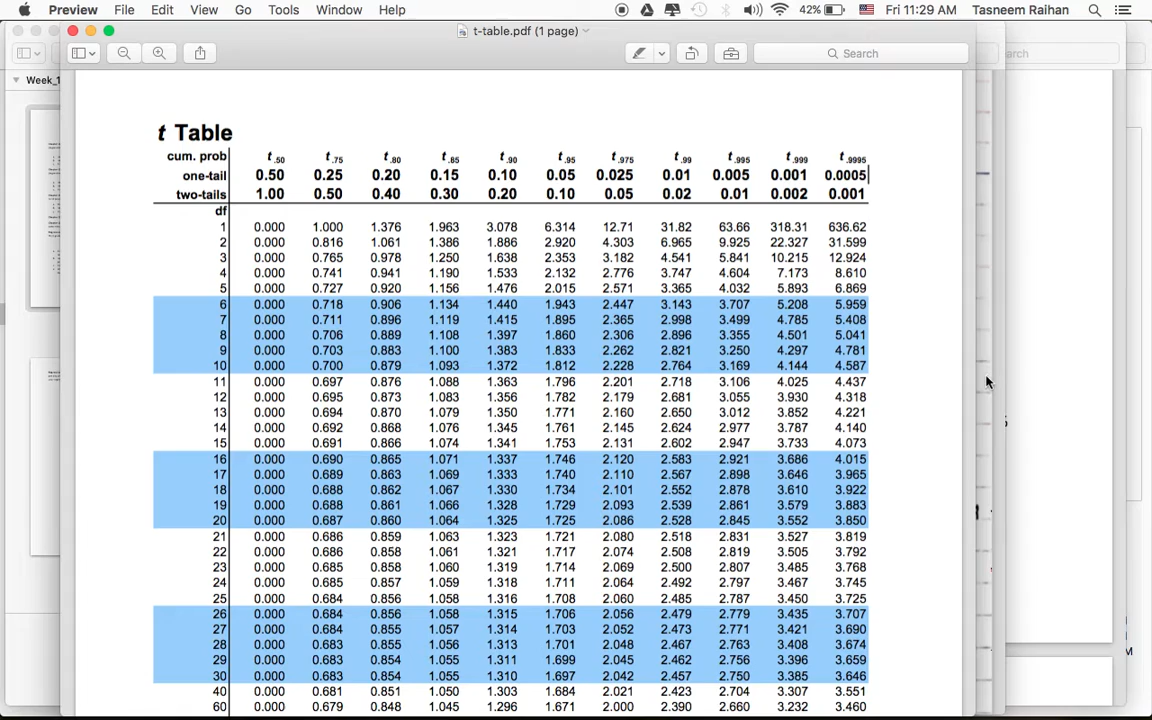 Preview File Edit View Go Tools Window Help 42% Fri 11:29 AM Tasneem Raihan
t-table.pdf (1 page)
Search
Week_1
t Table
cum. prob t.50 t.75 t.80 t.85 t.90 t.95 t.975 t.99 t.995 t.999 t.9995
one-tail 0.50 0.25 0.20 0.15 0.10 0.05 0.025 0.01 0.005 0.001 0.0005
two-tails 1.00 0.50 0.40 0.30 0.20 0.10 0.05 0.02 0.01 0.002 0.001
df
1 0.000 1.000 1.376 1.963 3.078 6.314 12.71 31.82 63.66 318.31 636.62
2 0.000 0.816 1.061 1.386 1.886 2.920 4.303 6.965 9.925 22.327 31.599
3 0.000 0.765 0.978 1.250 1.638 2.353 3.182 4.541 5.841 10.215 12.924
4 0.000 0.741 0.941 1.190 1.533 2.132 2.776 3.747 4.604 7.173 8.610
5 0.000 0.727 0.920 1.156 1.476 2.015 2.571 3.365 4.032 5.893 6.869
6 0.000 0.718 0.906 1.134 1.440 1.943 2.447 3.143 3.707 5.208 5.959
7 0.000 0.711 0.896 1.119 1.415 1.895 2.365 2.998 3.499 4.785 5.408
8 0.000 0.706 0.889 1.108 1.397 1.860 2.306 2.896 3.355 4.501 5.041
9 0.000 0.703 0.883 1.100 1.383 1.833 2.262 2.821 3.250 4.297 4.781
10 0.000 0.700 0.879 1.093 1.372 1.812 2.228 2.764 3.169 4.144 4.587
11 0.000 0.697 0.876 1.088 1.363 1.796 2.201 2.718 3.106 4.025 4.437
12 0.000 0.695 0.873 1.083 1.356 1.782 2.179 2.681 3.055 3.930 4.318
13 0.000 0.694 0.870 1.079 1.350 1.771 2.160 2.650 3.012 3.852 4.221
14 0.000 0.692 0.868 1.076 1.345 1.761 2.145 2.624 2.977 3.787 4.140
15 0.000 0.691 0.866 1.074 1.341 1.753 2.131 2.602 2.947 3.733 4.073
16 0.000 0.690 0.865 1.071 1.337 1.746 2.120 2.583 2.921 3.686 4.015
17 0.000 0.689 0.863 1.069 1.333 1.740 2.110 2.567 2.898 3.646 3.965
18 0.000 0.688 0.862 1.067 1.330 1.734 2.101 2.552 2.878 3.610 3.922
19 0.000 0.688 0.861 1.066 1.328 1.729 2.093 2.539 2.861 3.579 3.883
20 0.000 0.687 0.860 1.064 1.325 1.725 2.086 2.528 2.845 3.552 3.850
21 0.000 0.686 0.859 1.063 1.323 1.721 2.080 2.518 2.831 3.527 3.819
22 0.000 0.686 0.858 1.061 1.321 1.717 2.074 2.508 2.819 3.505 3.792
23 0.000 0.685 0.858 1.060 1.319 1.714 2.069 2.500 2.807 3.485 3.768
24 0.000 0.685 0.857 1.059 1.318 1.711 2.064 2.492 2.797 3.467 3.745
25 0.000 0.684 0.856 1.058 1.316 1.708 2.060 2.485 2.787 3.450 3.725
26 0.000 0.684 0.856 1.058 1.315 1.706 2.056 2.479 2.779 3.435 3.707
27 0.000 0.684 0.855 1.057 1.314 1.703 2.052 2.473 2.771 3.421 3.690
28 0.000 0.683 0.855 1.056 1.313 1.701 2.048 2.467 2.763 3.408 3.674
29 0.000 0.683 0.854 1.055 1.311 1.699 2.045 2.462 2.756 3.396 3.659
30 0.000 0.683 0.854 1.055 1.310 1.697 2.042 2.457 2.750 3.385 3.646
40 0.000 0.681 0.851 1.050 1.303 1.684 2.021 2.423 2.704 3.307 3.551
60 0.000 0.679 0.848 1.045 1.296 1.671 2.000 2.390 2.660 3.232 3.460